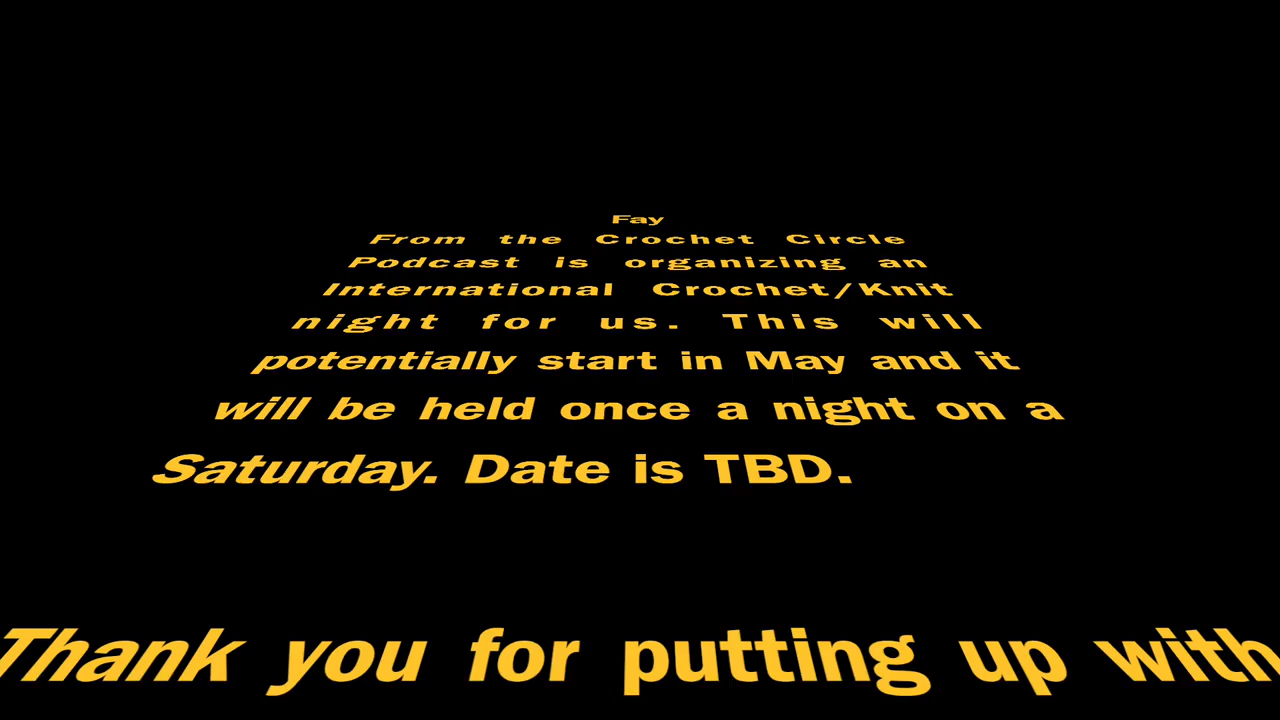 Fay
From the Crochet Circle
Podcast is organizing an
International Crochet/Knit
night for us. This will
potentially start in May and it
will be held once a night on a
Saturday. Date is TBD.
Thank you for putting up with